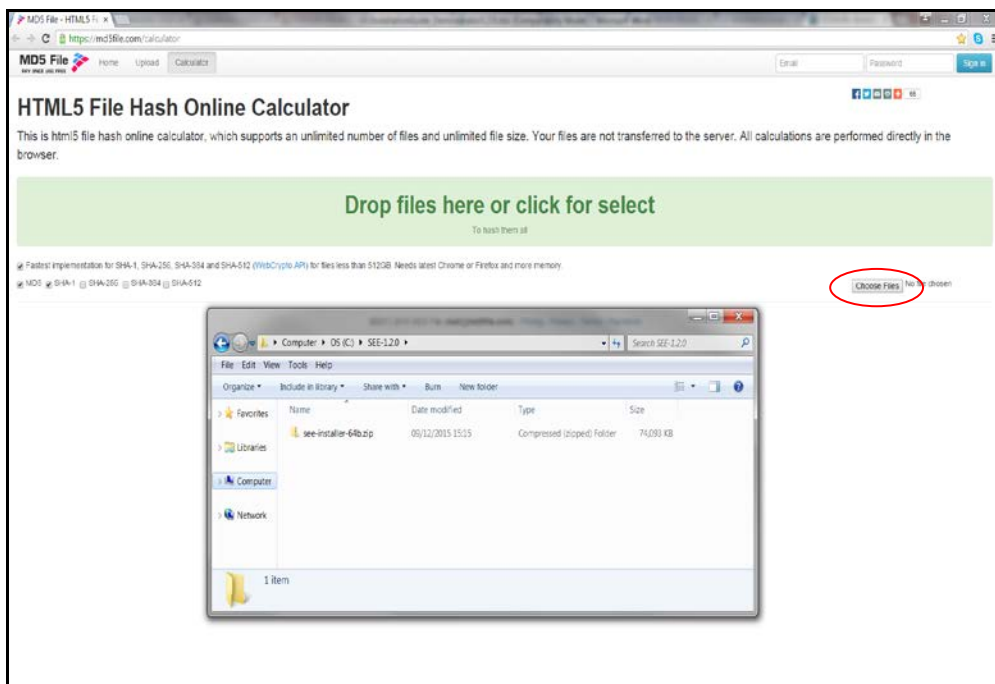 MD5 File - HTML5 Fi
https://md5file.com/calculator
MD5 File
ANY SINCE USE FREE
Home Upload Calculator Email Password Sign in
HTML5 File Hash Online Calculator
This is html5 file hash online calculator, which supports an unlimited number of files and unlimited file size. Your files are not transferred to the server. All calculations are performed directly in the
browser.
Drop files here or click for select
To hash them all
Fastest implementation for SHA-1, SHA-256, SHA-384 and SHA-512 (WebCrypto API) for files less than 512GB. Needs latest Chrome or Firefox and more memory.
MD5 SHA-1 SHA-256 SHA-384 SHA-512 Choose Files No file chosen
Computer OS (C:) SEE-1.2.0 Search SEE-1.2.0
File Edit View Tools Help
Organize Include in library Share with Burn New folder
Favorites
Libraries
Computer
Network
Name Date modified Type Size
see-installer-64b.zip 09/12/2015 15:15 Compressed (zipped) Folder 74,093 KB
1 item